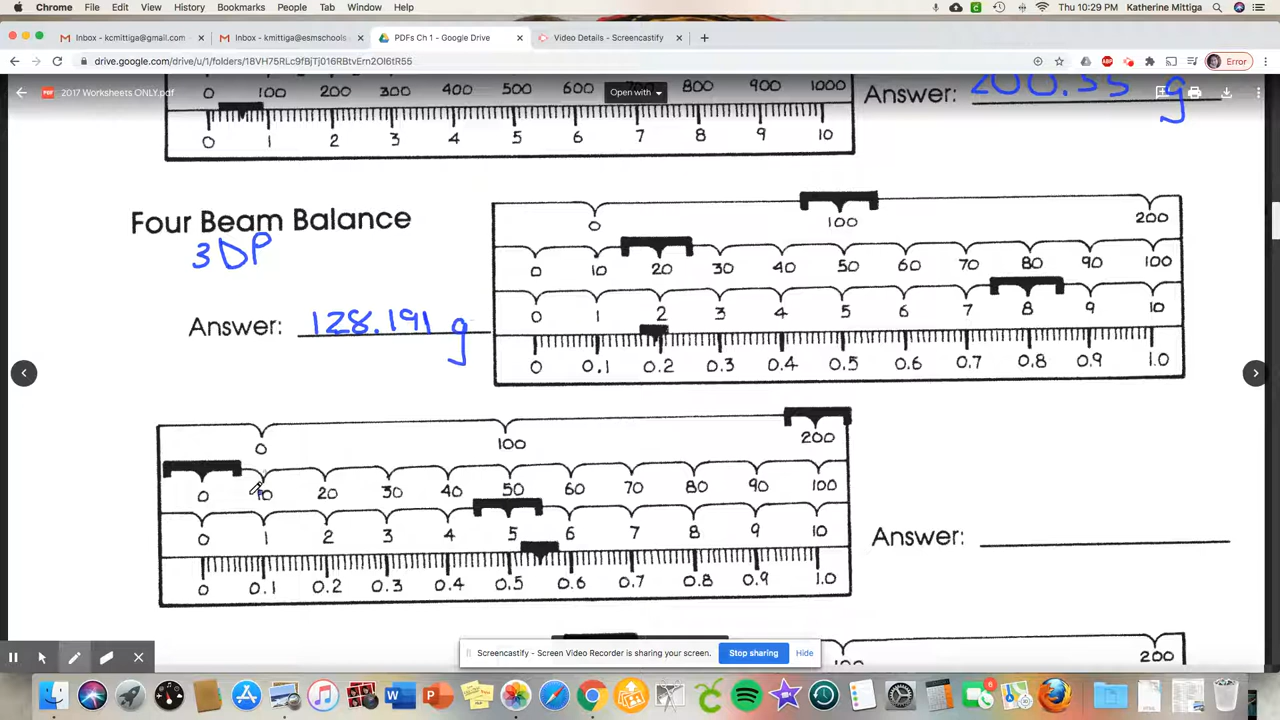 Chrome File Edit View History Bookmarks People Tab Window Help Thu 10:29 PM Katherine Mittiga
Inbox - kcmittiga@gmail.com Inbox - kmittiga@esmschools PDFs Ch 1 - Google Drive Video Details - Screencastify
drive.google.com/drive/u/1/folders/18VH75RLc9fBjTj016RBtvErn2Ol6tR55 Error
2017 Worksheets ONLY.pdf Open with
0 100 200 300 400 500 600 800 900 1000
Answer: 200.35 g
0 1 2 3 4 5 6 7 8 9 10
Four Beam Balance
3DP
Answer: 128.191 g
0 100 200
0 10 20 30 40 50 60 70 80 90 100
0 1 2 3 4 5 6 7 8 9 10
0 0.1 0.2 0.3 0.4 0.5 0.6 0.7 0.8 0.9 1.0
0 100 200
0 10 20 30 40 50 60 70 80 90 100
0 1 2 3 4 5 6 7 8 9 10
0 0.1 0.2 0.3 0.4 0.5 0.6 0.7 0.8 0.9 1.0
Answer:
100 200
Screencastify - Screen Video Recorder is sharing your screen. Stop sharing Hide